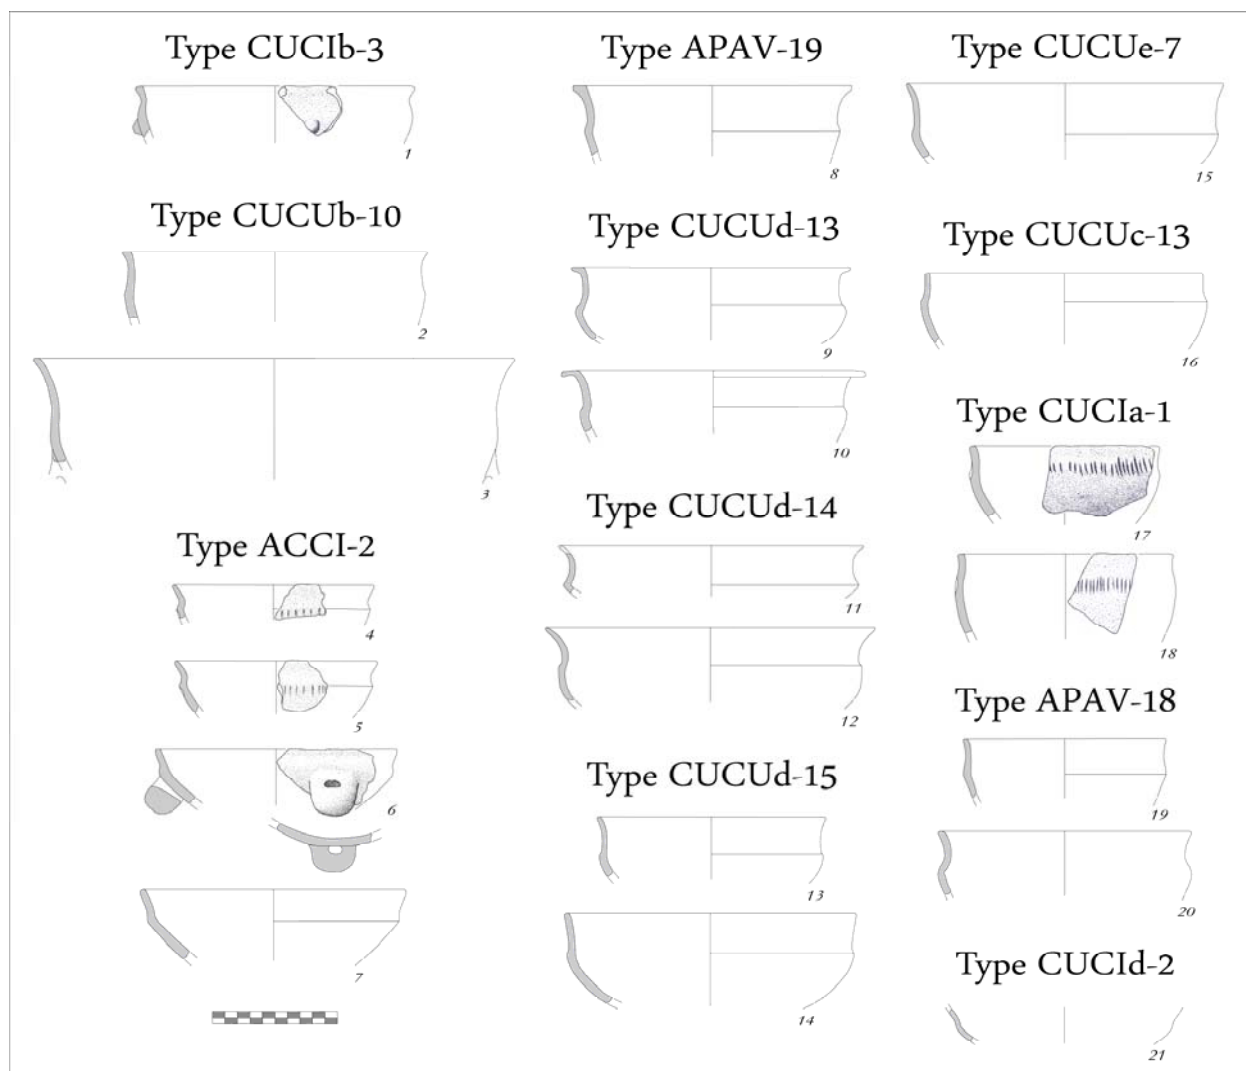 Type CUCIb-3
1
Type CUCUb-10
2
3
Type ACCI-2
4
5
6
7
Type APAV-19
8
Type CUCUd-13
9
10
Type CUCUd-14
11
12
Type CUCUd-15
13
14
Type CUCUe-7
15
Type CUCUc-13
16
Type CUCIa-1
17
18
Type APAV-18
19
20
Type CUCId-2
21